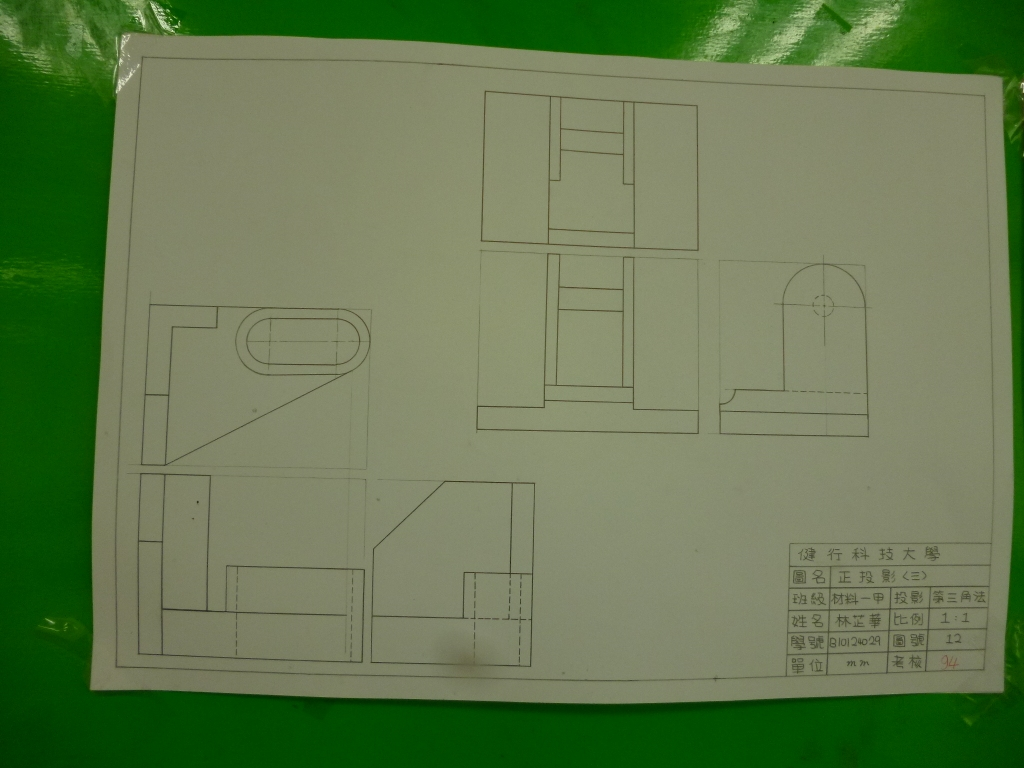 健行科技大學
圖名 正投影〈三〉
班級 材料一甲 投影 第三角法
姓名 林芷華 比例 1:1
學號 B10124029 圖號 12
單位 mm 老核 94